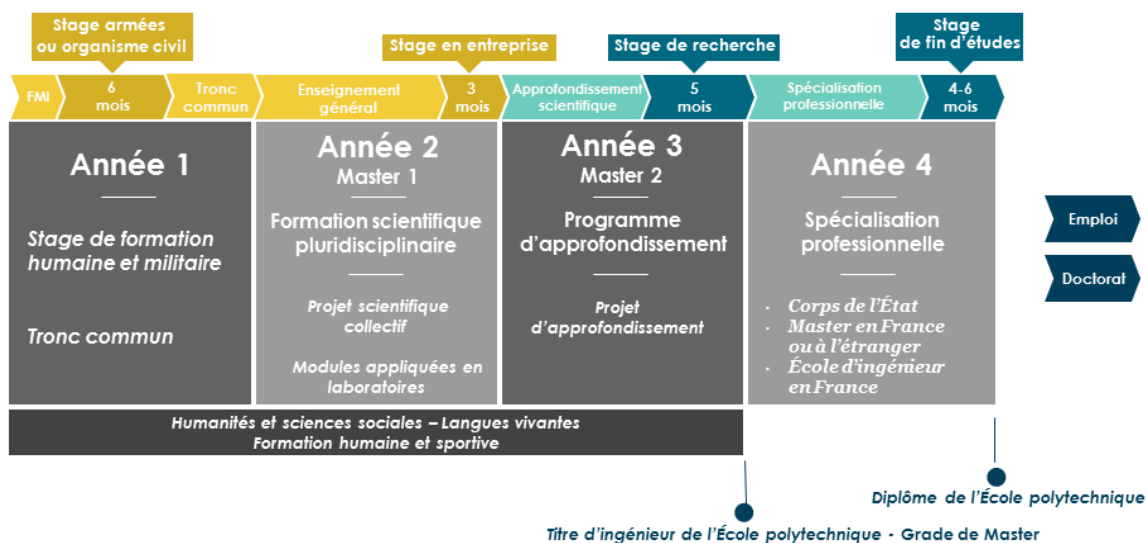 Stage armées
ou organisme civil
Stage en entreprise
Stage de recherche
Stage
de fin d'études
FMI
6
mois
Tronc
commun
Enseignement
général
3
mois
Approfondissement
scientifique
5
mois
Spécialisation
professionnelle
4-6
mois
Année 1
Stage de formation
humaine et militaire
Tronc commun
Année 2
Master 1
Formation scientifique
pluridisciplinaire
Projet scientifique
collectif
Modules appliquées en
laboratoires
Année 3
Master 2
Programme
d'approfondissement
Projet
d'approfondissement
Année 4
Spécialisation
professionnelle
- Corps de l'État
- Master en France
ou à l'étranger
- École d'ingénieur
en France
Emploi
Doctorat
Humanités et sciences sociales – Langues vivantes
Formation humaine et sportive
Diplôme de l'École polytechnique
Titre d'ingénieur de l'École polytechnique - Grade de Master